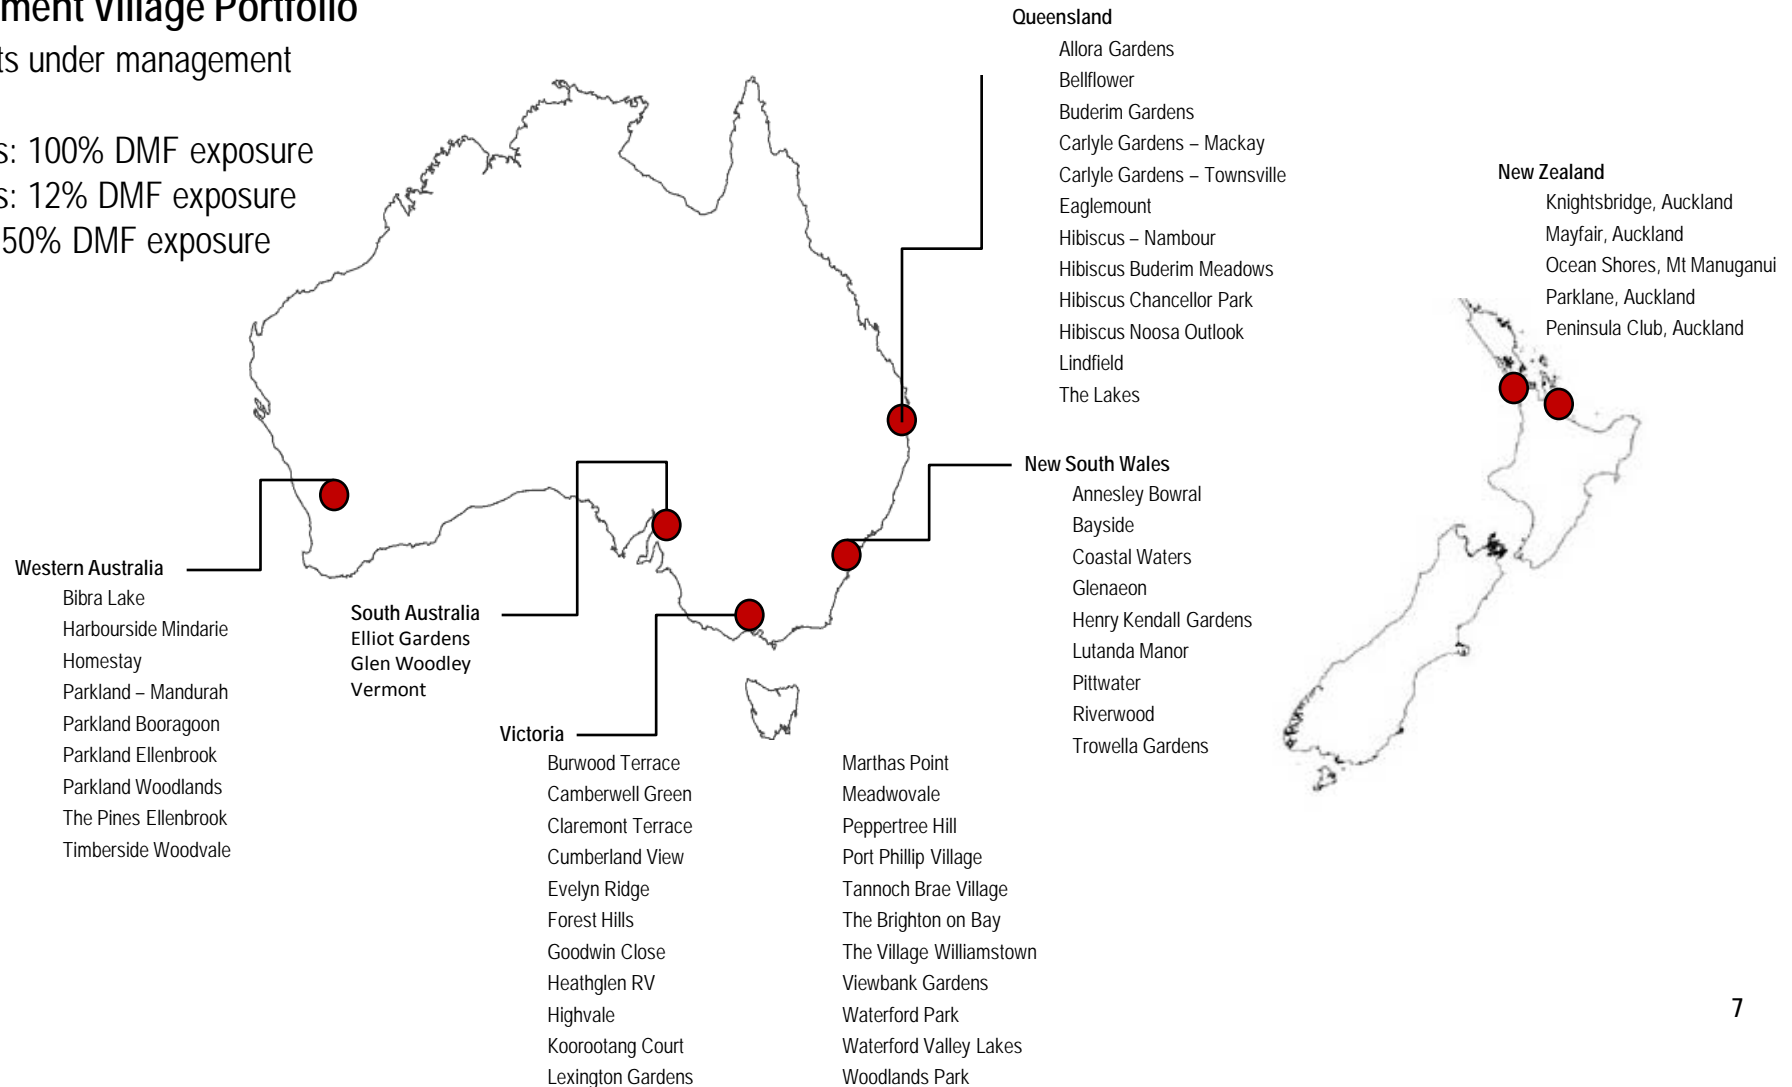 ment Village Portfolio
ts under management
s: 100% DMF exposure
s: 12% DMF exposure
50% DMF exposure
Queensland
Allora Gardens
Bellflower
Buderim Gardens
Carlyle Gardens – Mackay
Carlyle Gardens – Townsville
Eaglemount
Hibiscus – Nambour
Hibiscus Buderim Meadows
Hibiscus Chancellor Park
Hibiscus Noosa Outlook
Lindfield
The Lakes
New Zealand
Knightsbridge, Auckland
Mayfair, Auckland
Ocean Shores, Mt Manuganui
Parklane, Auckland
Peninsula Club, Auckland
New South Wales
Annesley Bowral
Bayside
Coastal Waters
Glenaeon
Henry Kendall Gardens
Lutanda Manor
Pittwater
Riverwood
Trowella Gardens
Western Australia
Bibra Lake
Harbourside Mindarie
Homestay
Parkland – Mandurah
Parkland Booragoon
Parkland Ellenbrook
Parkland Woodlands
The Pines Ellenbrook
Timberside Woodvale
South Australia
Elliot Gardens
Glen Woodley
Vermont
Victoria
Burwood Terrace
Camberwell Green
Claremont Terrace
Cumberland View
Evelyn Ridge
Forest Hills
Goodwin Close
Heathglen RV
Highvale
Koorootang Court
Lexington Gardens
Marthas Point
Meadwovale
Peppertree Hill
Port Phillip Village
Tannoch Brae Village
The Brighton on Bay
The Village Williamstown
Viewbank Gardens
Waterford Park
Waterford Valley Lakes
Woodlands Park
7